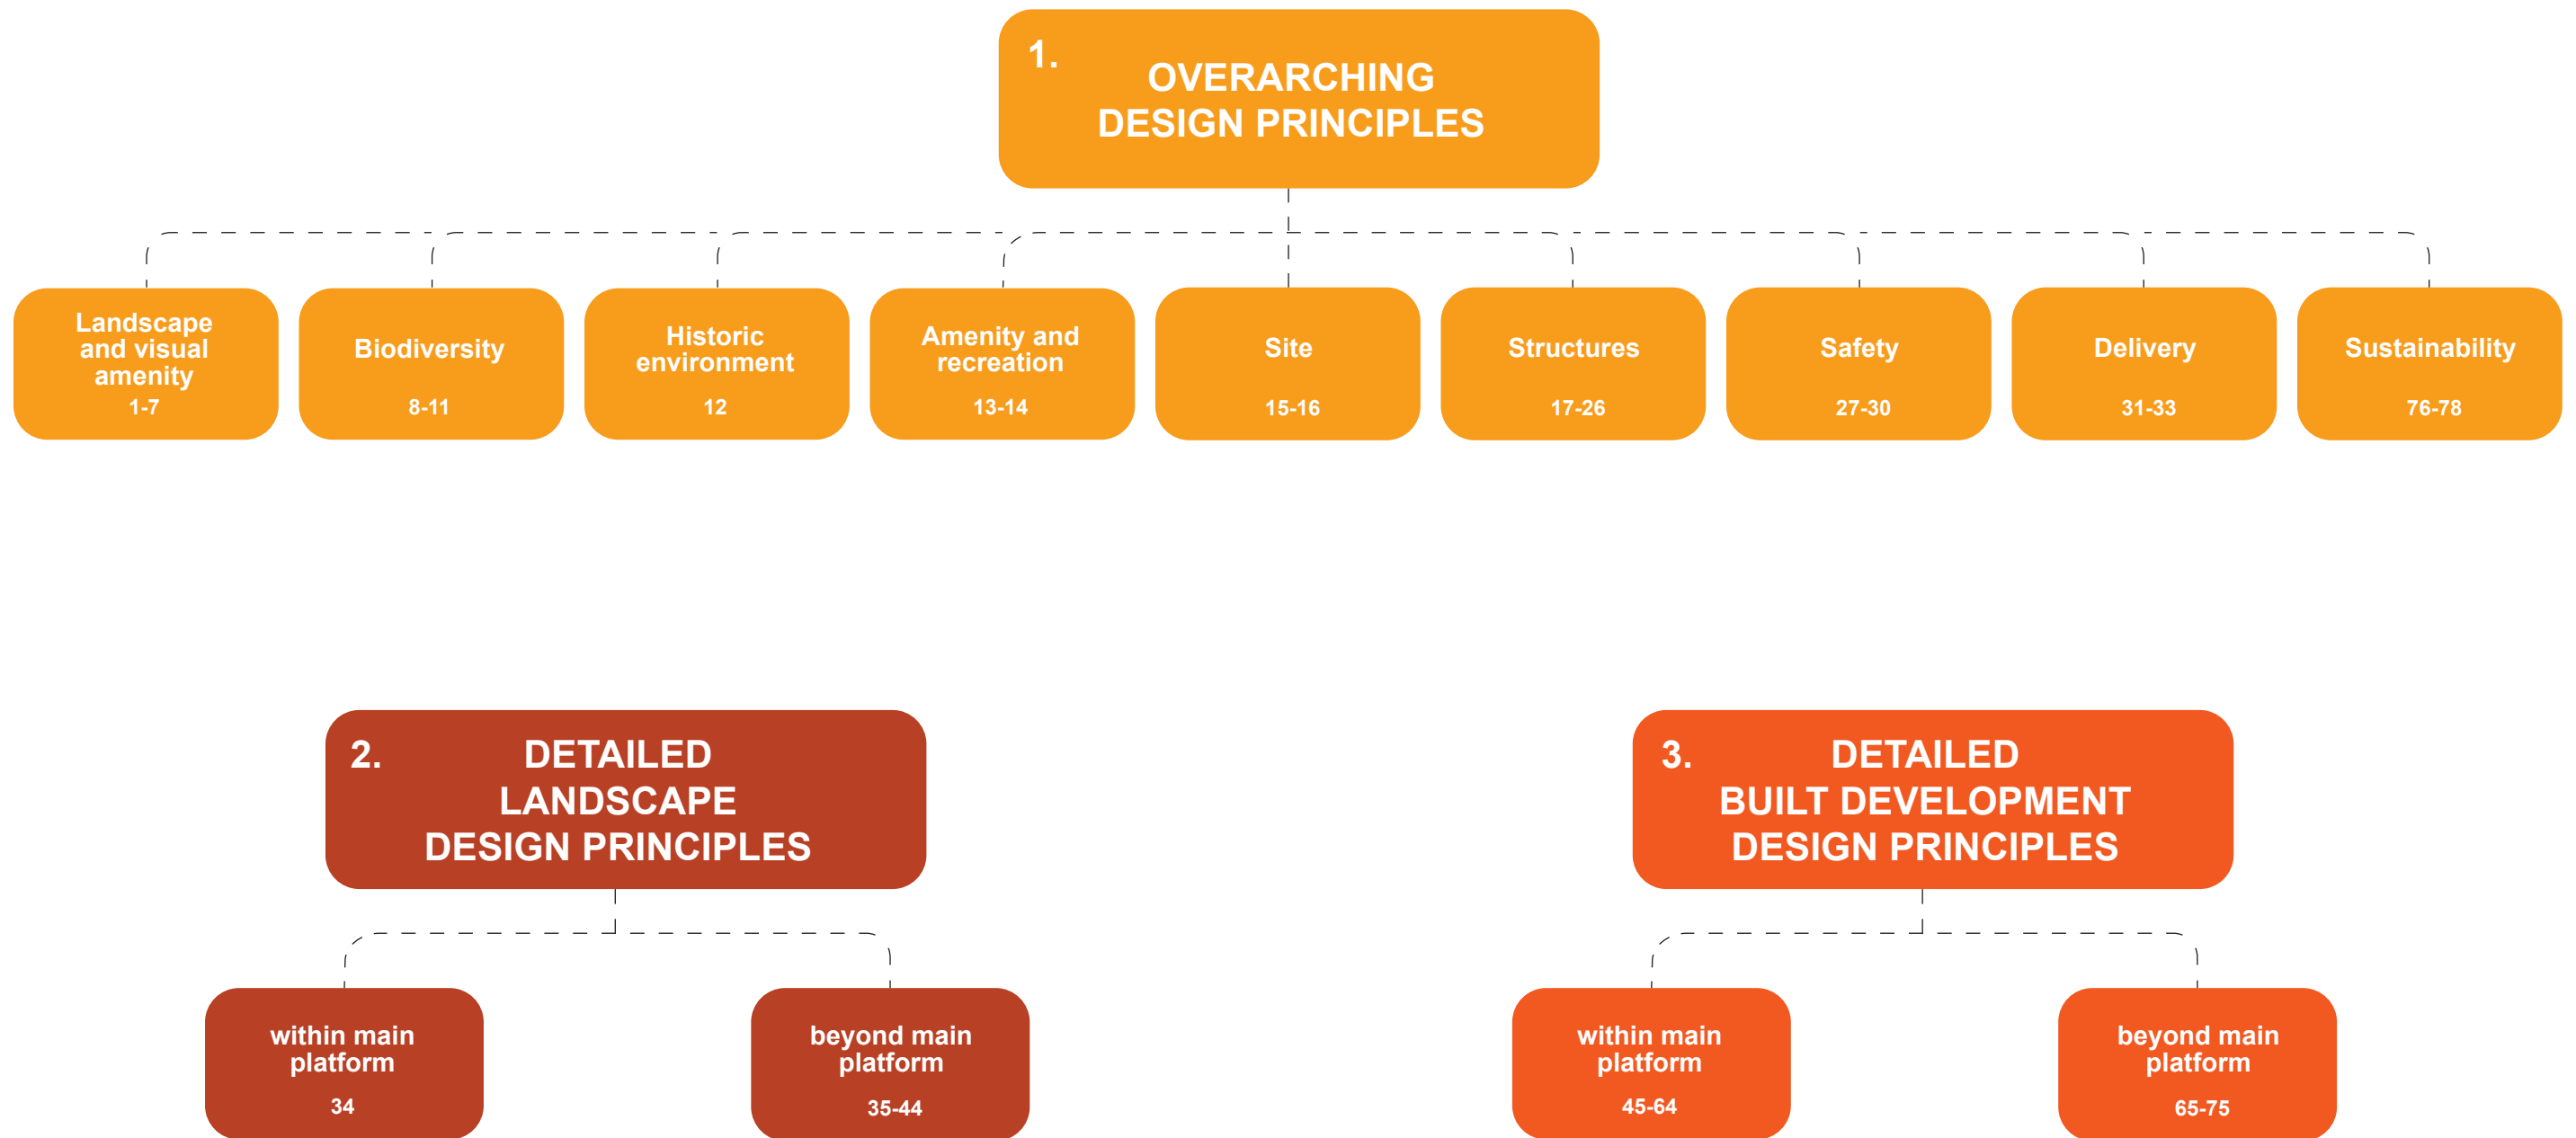 1.
OVERARCHING
DESIGN PRINCIPLES
Landscape
and visual
amenity
1-7
Biodiversity
8-11
Historic
environment
12
Amenity and
recreation
13-14
Site
15-16
Structures
17-26
Safety
27-30
Delivery
31-33
Sustainability
76-78
2.
DETAILED
LANDSCAPE
DESIGN PRINCIPLES
within main
platform
34
beyond main
platform
35-44
3.
DETAILED
BUILT DEVELOPMENT
DESIGN PRINCIPLES
within main
platform
45-64
beyond main
platform
65-75